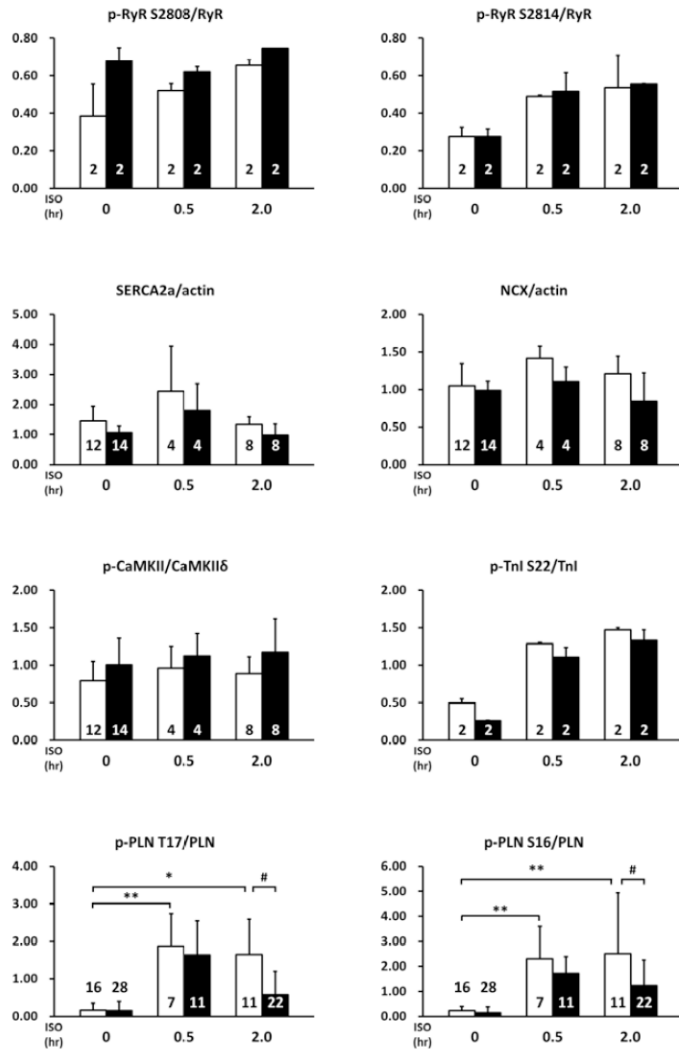 p-RyR S2808/RyR
0.80
0.60
0.40
0.20
0.00
2 2 2 2 2 2
ISO (hr) 0 0.5 2.0
p-RyR S2814/RyR
0.80
0.60
0.40
0.20
0.00
2 2 2 2 2 2
ISO (hr) 0 0.5 2.0
SERCA2a/actin
5.00
4.00
3.00
2.00
1.00
0.00
12 14 4 4 8 8
ISO (hr) 0 0.5 2.0
NCX/actin
2.00
1.50
1.00
0.50
0.00
12 14 4 4 8 8
ISO (hr) 0 0.5 2.0
p-CaMKII/CaMKIIδ
2.00
1.50
1.00
0.50
0.00
12 14 4 4 8 8
ISO (hr) 0 0.5 2.0
p-TnI S22/TnI
2.00
1.50
1.00
0.50
0.00
2 2 2 2 2 2
ISO (hr) 0 0.5 2.0
p-PLN T17/PLN
4.00
3.00
2.00
1.00
0.00
* #
**
16 28 7 11 11 22
ISO (hr) 0 0.5 2.0
p-PLN S16/PLN
6.00
5.00
4.00
3.00
2.00
1.00
0.00
** #
**
16 28 7 11 11 22
ISO (hr) 0 0.5 2.0